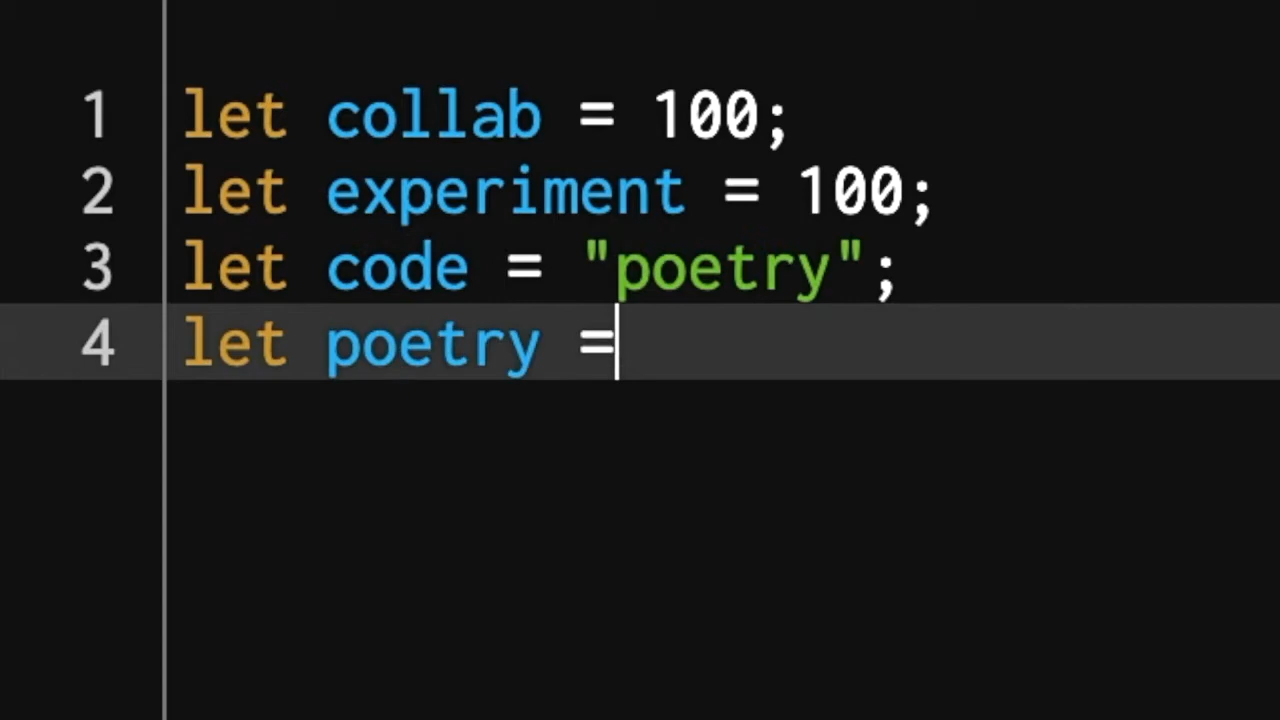 1 let collab = 100;
2 let experiment = 100;
3 let code = "poetry";
4 let poetry =